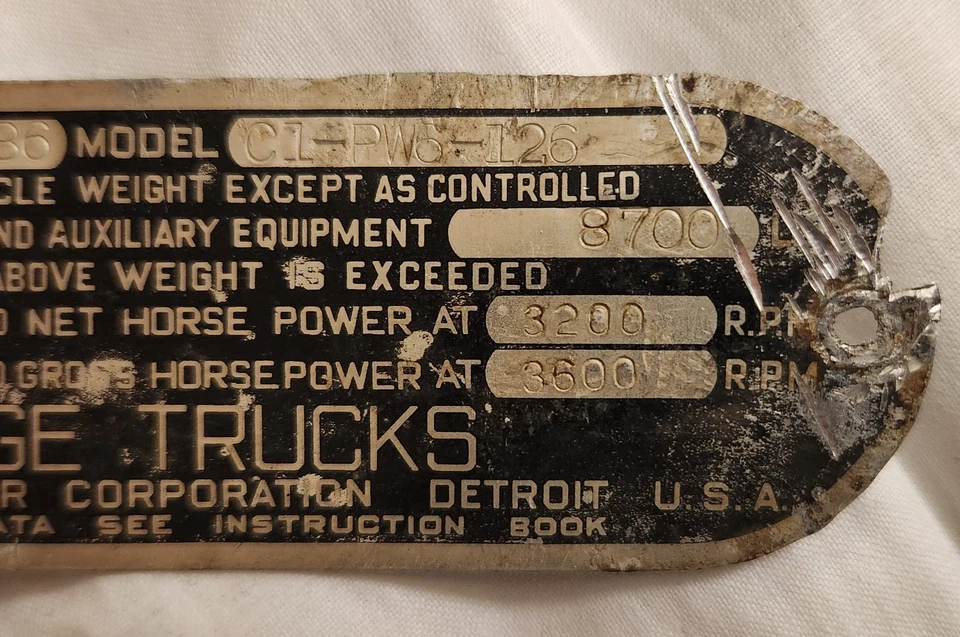 86 MODEL C1-PW6-126
CLE WEIGHT EXCEPT AS CONTROLLED
ND AUXILIARY EQUIPMENT 8700 L
ABOVE WEIGHT IS EXCEEDED
D NET HORSE POWER AT 3200 R.P.M
D GROSS HORSEPOWER AT 3600 R.P.M
GE TRUCKS
R CORPORATION DETROIT U.S.A.
ATA SEE INSTRUCTION BOOK